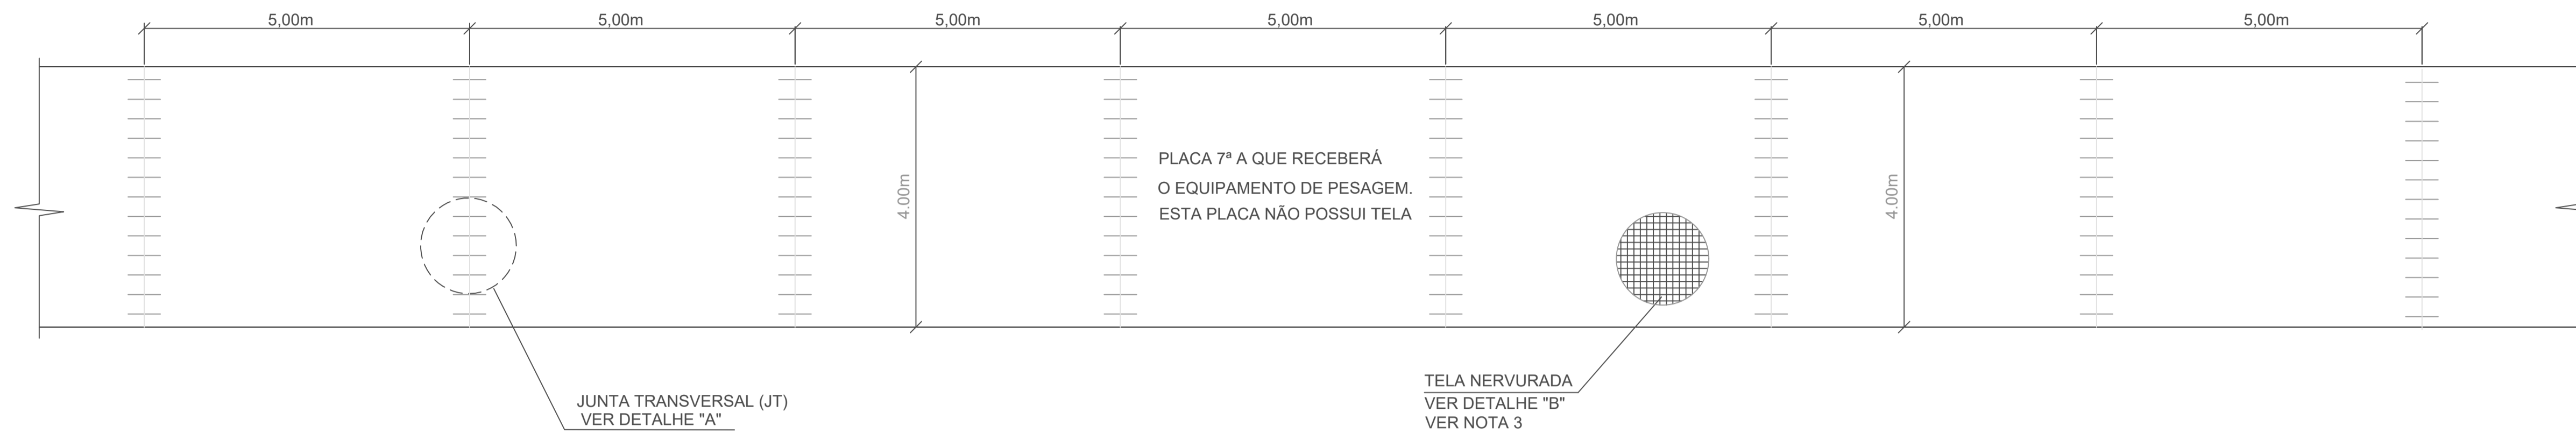 5,00m
5,00m
5,00m
5,00m
5,00m
5,00m
5,00m
4.00m
PLACA 7ª A QUE RECEBERÁ
O EQUIPAMENTO DE PESAGEM.
ESTA PLACA NÃO POSSUI TELA
4.00m
JUNTA TRANSVERSAL (JT)
VER DETALHE "A"
TELA NERVURADA
VER DETALHE "B"
VER NOTA 3